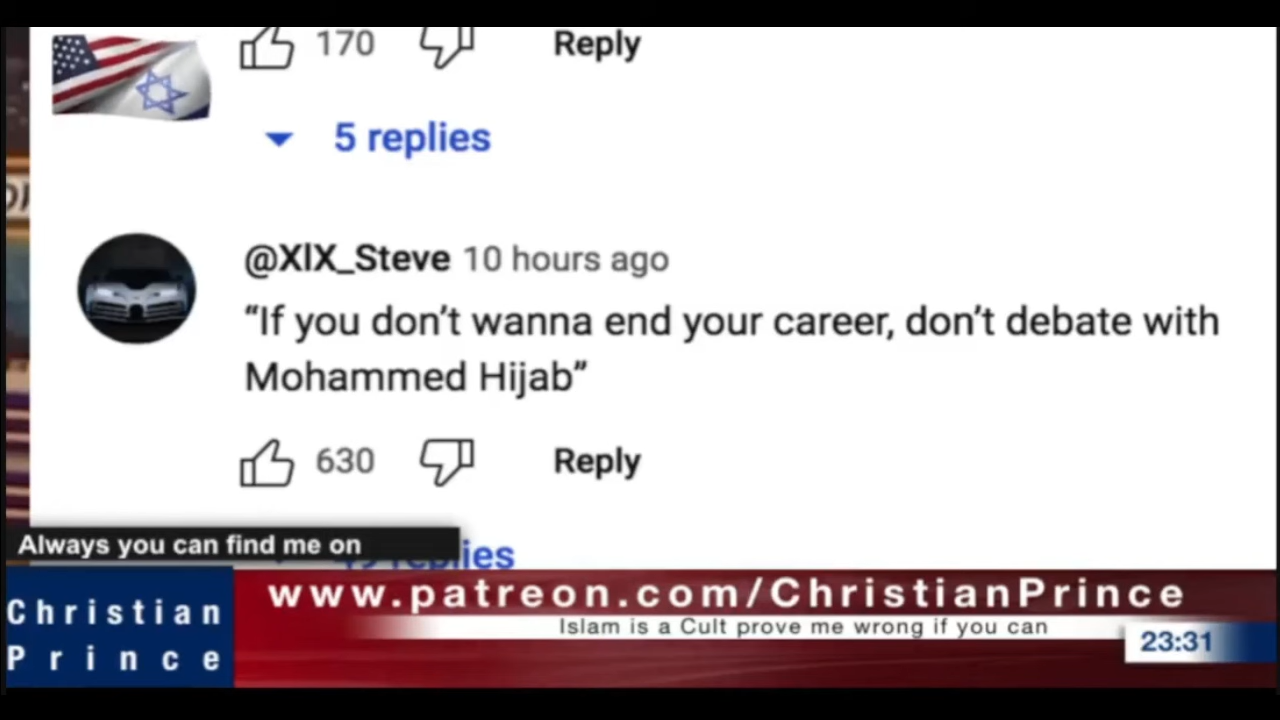 170 Reply
5 replies
@XIX_Steve 10 hours ago
“If you don’t wanna end your career, don’t debate with
Mohammed Hijab”
630 Reply
Always you can find me on
replies
www.patreon.com/ChristianPrince
Christian
Prince
Islam is a Cult prove me wrong if you can
23:31